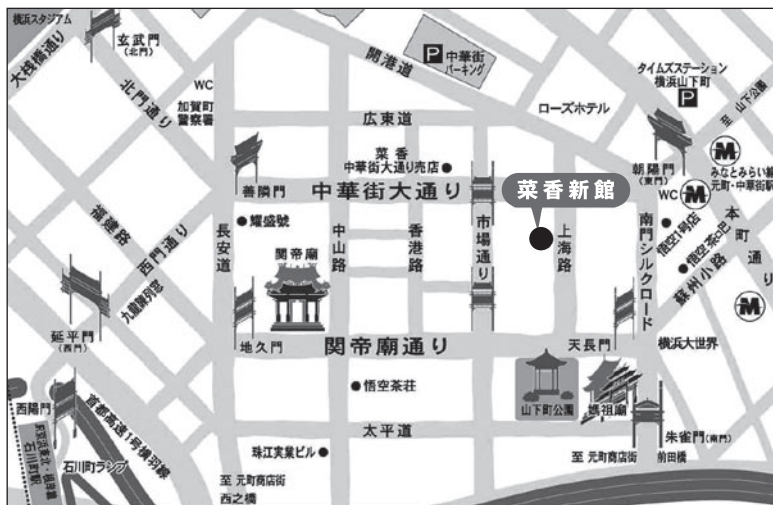 横浜スタジアム
大桟橋通り
玄武門
(北門)
北門通り
WC
加賀町
警察署
P 中華街
パーキング
開港道
広東道
ローズホテル
タイムズステーション
横浜山下町
P
至 山下公園
朝陽門
(東門)
みなとみらい線
元町・中華街駅
WC
菜香
中華街大通り売店
善隣門
中華街大通り
菜香新館
福建路
西門通り
長安道
耀盛號
中山路
香港路
市場通り
上海路
南門シルクロード
悟空1号店
悟空茶吧
蘇州小路
本町通り
関帝廟
延平門
(西門)
地久門
関帝廟通り
天長門
横浜大世界
西陽門
首都高速1号横羽線
石川町駅
石川町ランプ
悟空茶荘
山下町公園
媽祖廟
太平道
朱雀門(南門)
珠江実業ビル
至 元町商店街
西之橋
至 元町商店街
前田橋